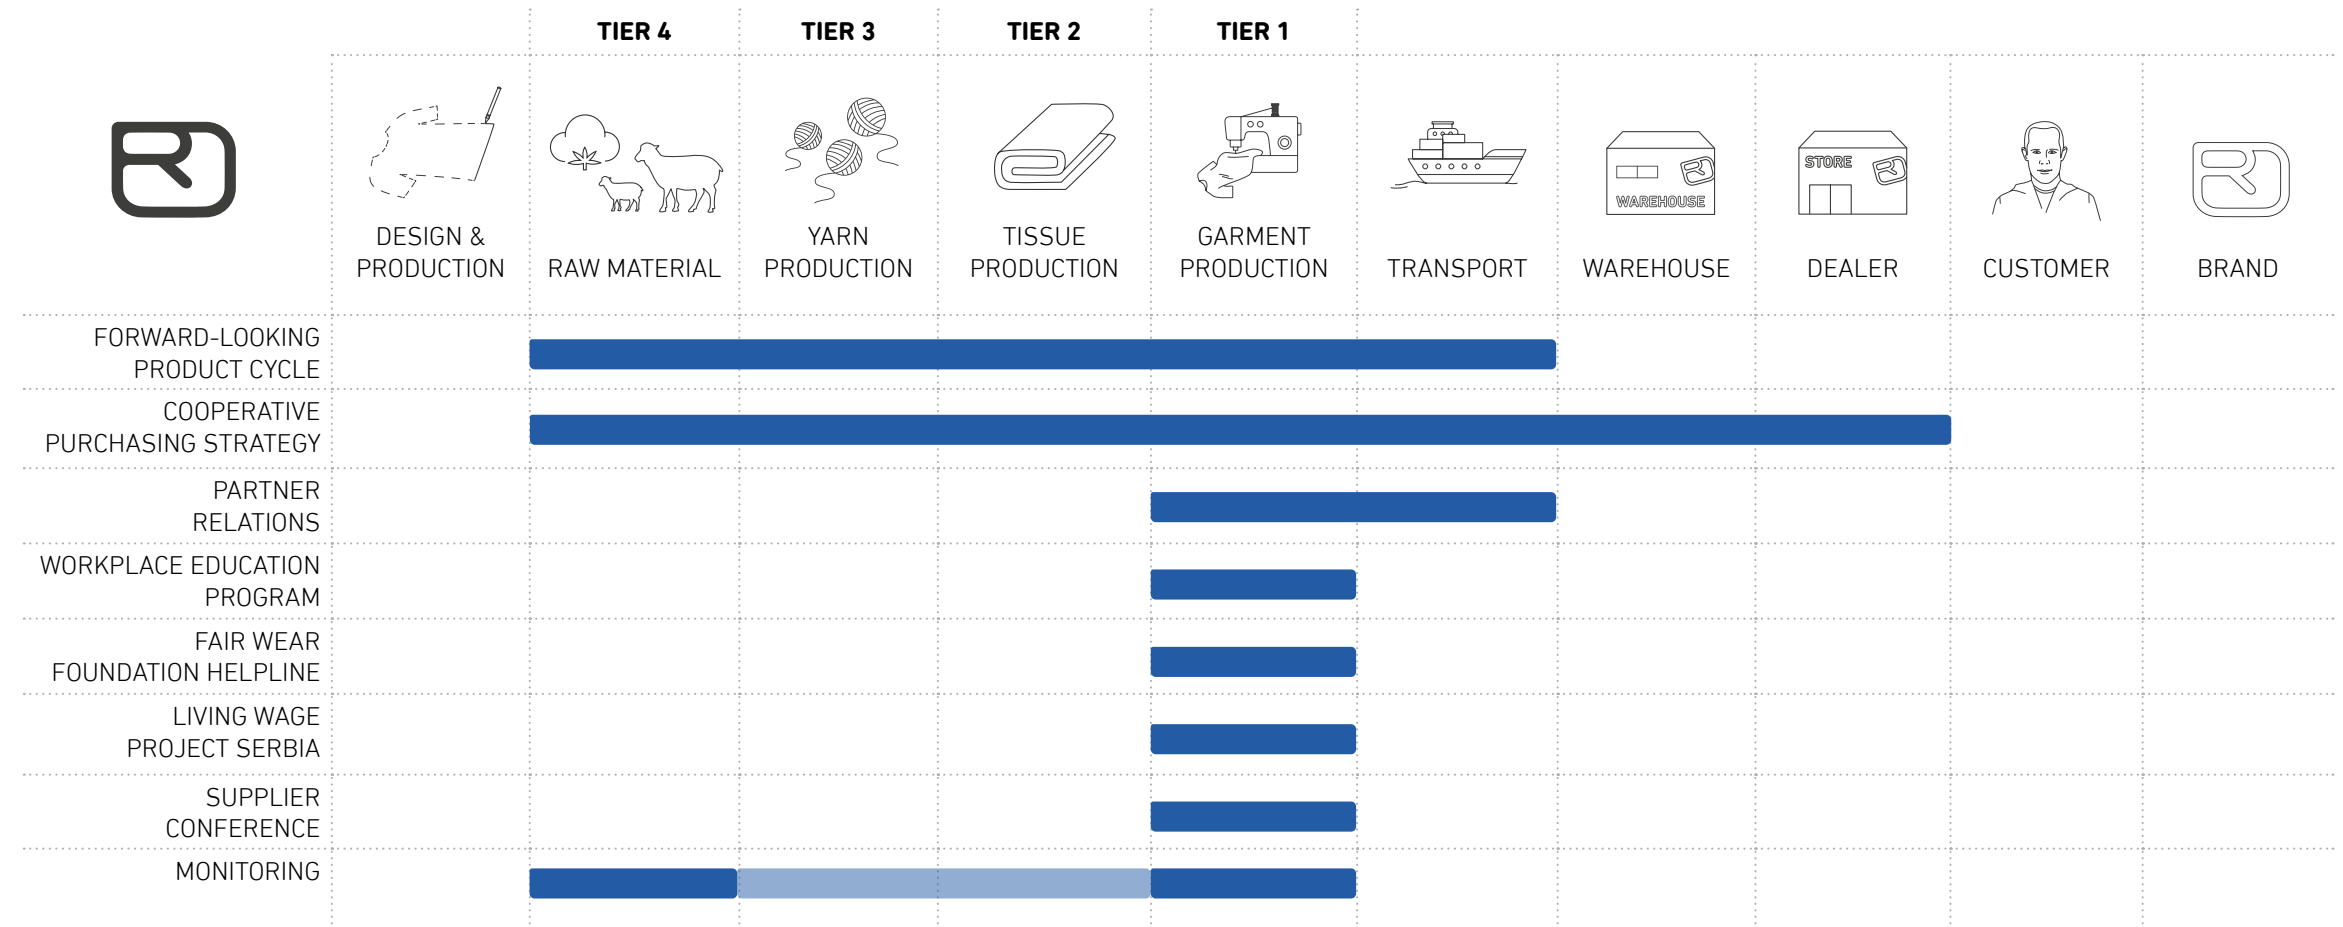 TIER 4
TIER 3
TIER 2
TIER 1
STORE
WAREHOUSE
DESIGN &
PRODUCTION
RAW MATERIAL
YARN
PRODUCTION
TISSUE
PRODUCTION
GARMENT
PRODUCTION
TRANSPORT
WAREHOUSE
DEALER
CUSTOMER
BRAND
FORWARD-LOOKING
PRODUCT CYCLE
COOPERATIVE
PURCHASING STRATEGY
PARTNER
RELATIONS
WORKPLACE EDUCATION
PROGRAM
FAIR WEAR
FOUNDATION HELPLINE
LIVING WAGE
PROJECT SERBIA
SUPPLIER
CONFERENCE
MONITORING